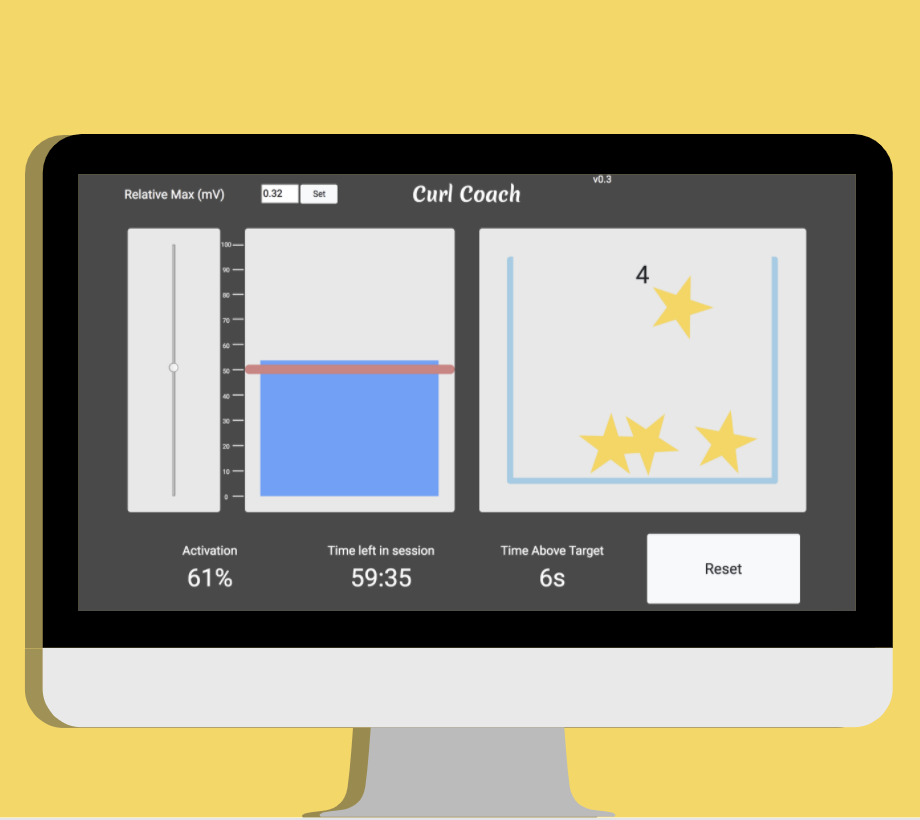 Relative Max (mV)
0.32
Set
Curl Coach
v0.3
100
90
80
70
60
50
40
30
20
10
0
4
Activation
61%
Time left in session
59:35
Time Above Target
6s
Reset